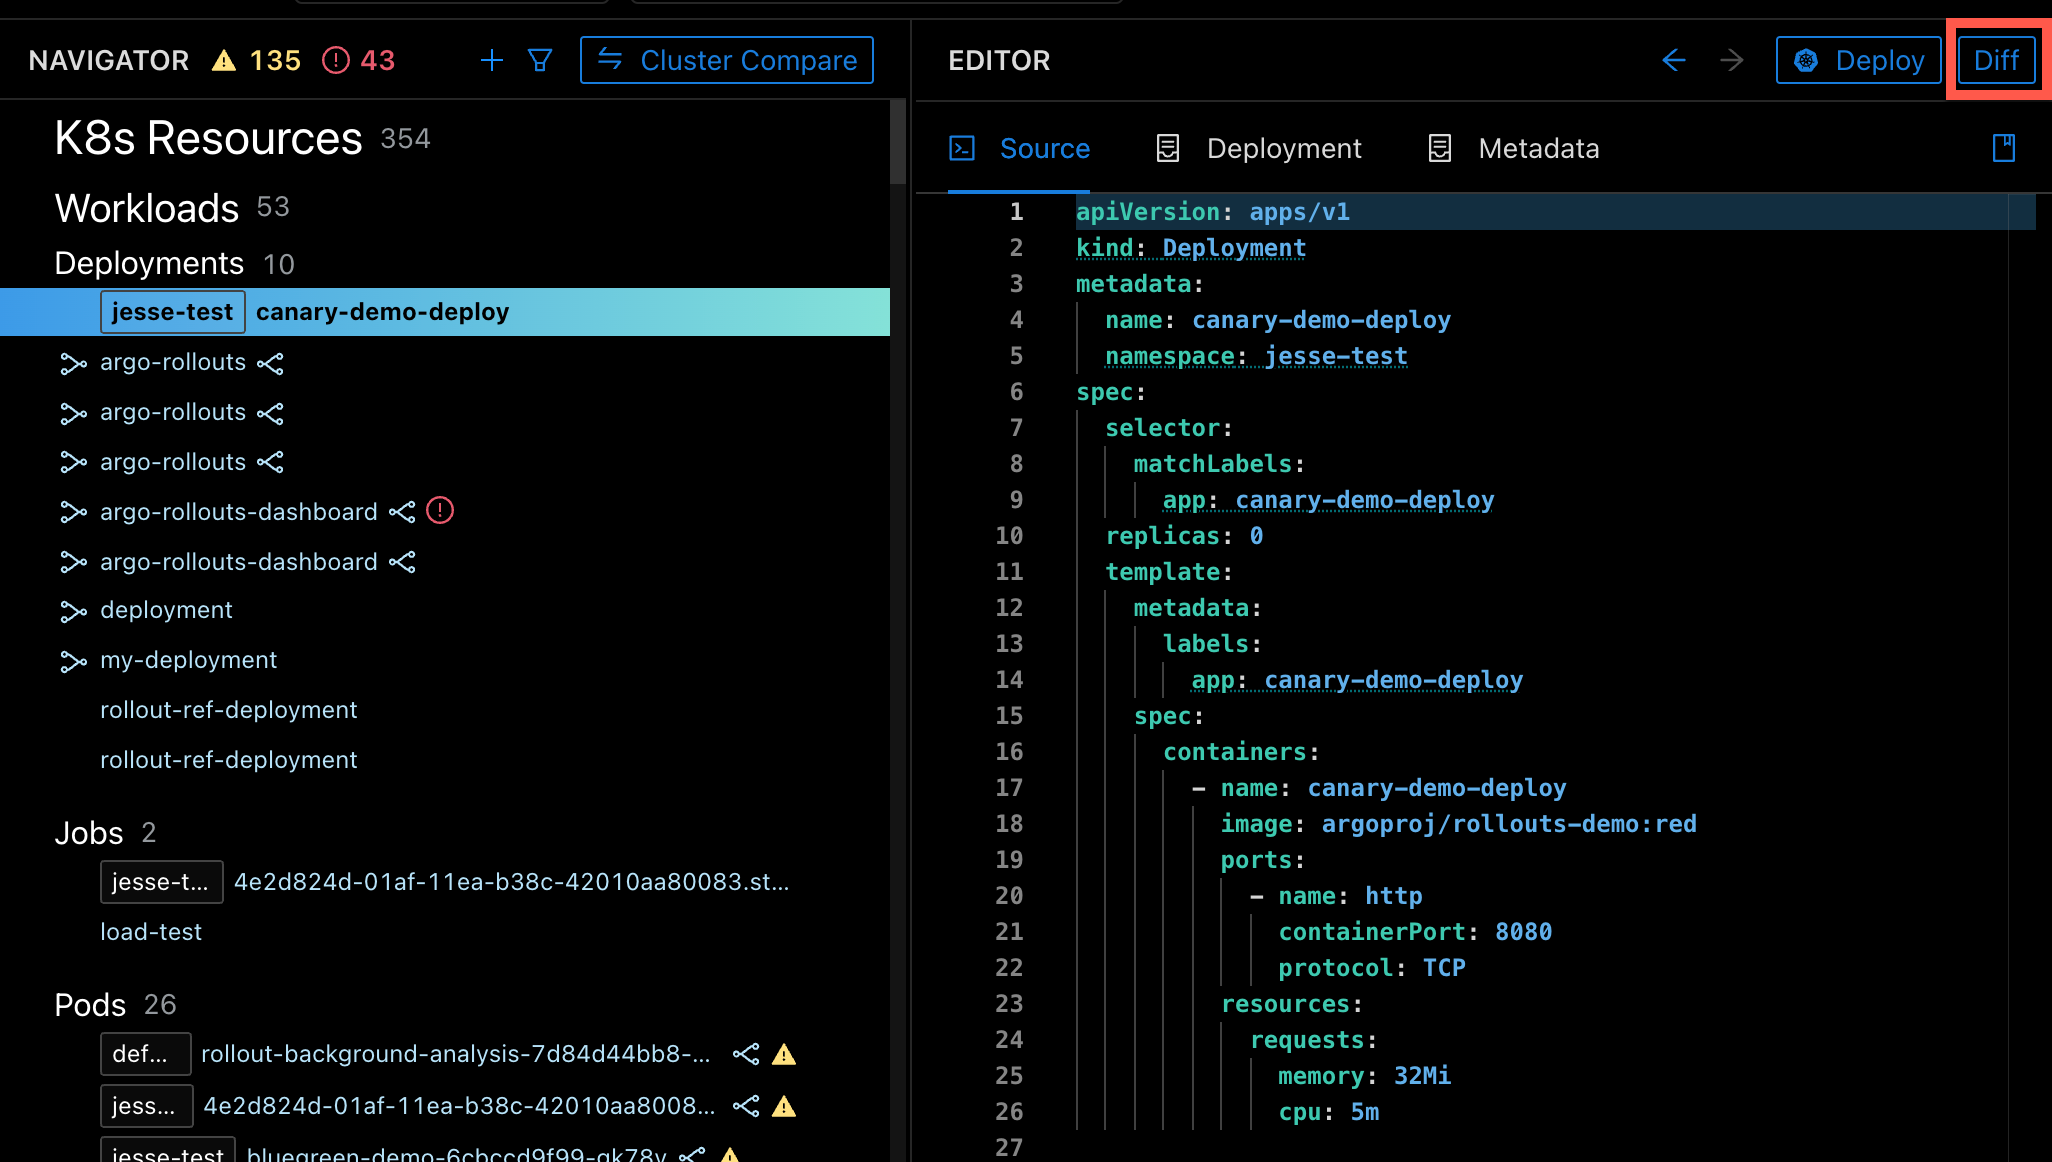 NAVIGATOR 135 43 Cluster Compare
K8s Resources 354
Workloads 53
Deployments 10
jesse-test canary-demo-deploy
argo-rollouts
argo-rollouts
argo-rollouts
argo-rollouts-dashboard
argo-rollouts-dashboard
deployment
my-deployment
rollout-ref-deployment
rollout-ref-deployment
Jobs 2
jesse-t... 4e2d824d-01af-11ea-b38c-42010aa80083.st...
load-test
Pods 26
def... rollout-background-analysis-7d84d44bb8-...
jess... 4e2d824d-01af-11ea-b38c-42010aa8008...
jesse-test bluegreen-demo-6cbccd9f99-gk78v
EDITOR Deploy Diff
Source Deployment Metadata
1 apiVersion: apps/v1
2 kind: Deployment
3 metadata:
4 name: canary-demo-deploy
5 namespace: jesse-test
6 spec:
7 selector:
8 matchLabels:
9 app: canary-demo-deploy
10 replicas: 0
11 template:
12 metadata:
13 labels:
14 app: canary-demo-deploy
15 spec:
16 containers:
17 - name: canary-demo-deploy
18 image: argoproj/rollouts-demo:red
19 ports:
20 - name: http
21 containerPort: 8080
22 protocol: TCP
23 resources:
24 requests:
25 memory: 32Mi
26 cpu: 5m
27